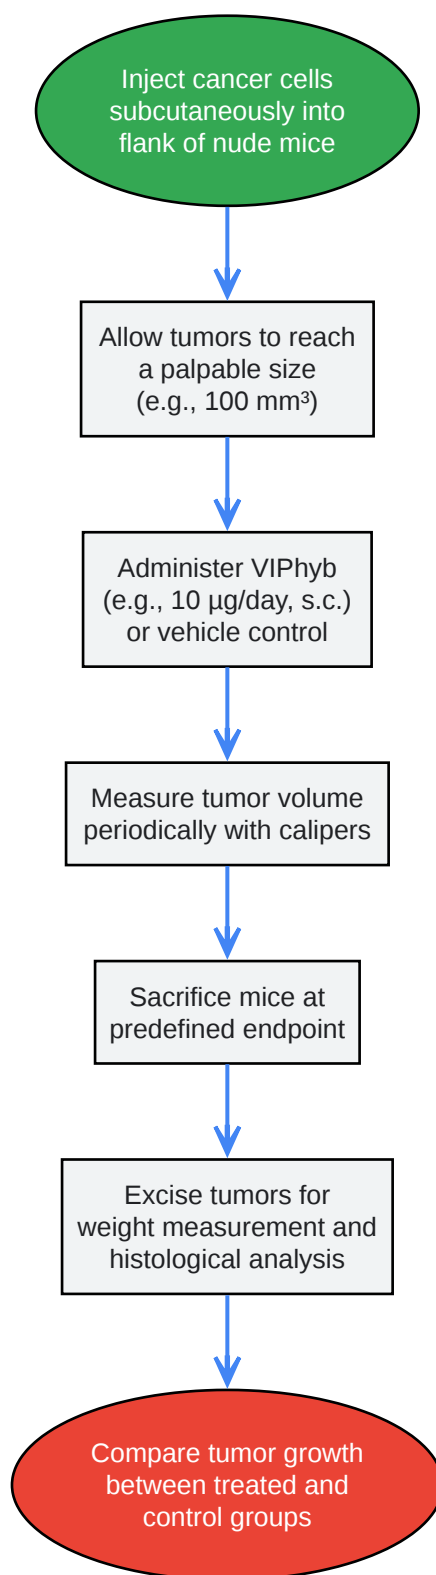 Inject cancer cells
subcutaneously into
flank of nude mice
Allow tumors to reach
a palpable size
(e.g., 100 mm³)
Administer VIPhyb
(e.g., 10 µg/day, s.c.)
or vehicle control
Measure tumor volume
periodically with calipers
Sacrifice mice at
predefined endpoint
Excise tumors for
weight measurement and
histological analysis
Compare tumor growth
between treated and
control groups